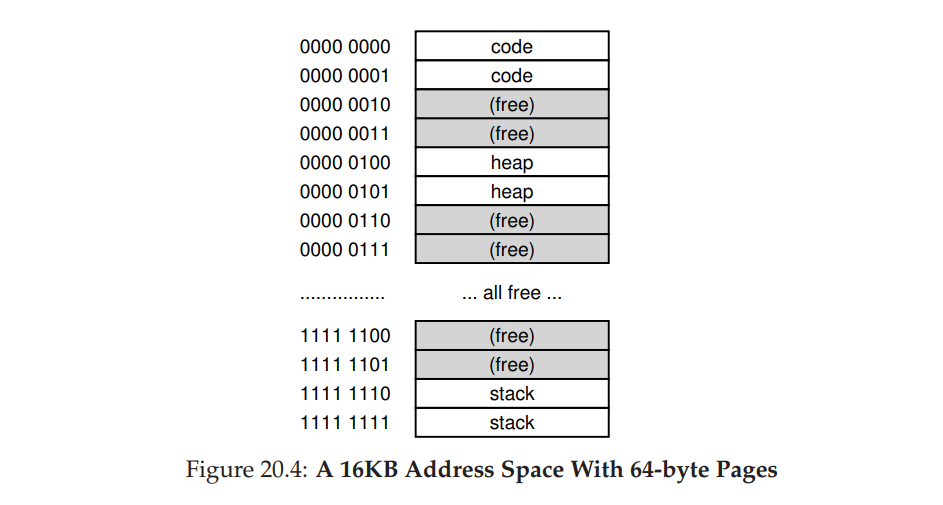 0000 0000 code
0000 0001 code
0000 0010 (free)
0000 0011 (free)
0000 0100 heap
0000 0101 heap
0000 0110 (free)
0000 0111 (free)
................ ... all free ...
1111 1100 (free)
1111 1101 (free)
1111 1110 stack
1111 1111 stack
Figure 20.4: A 16KB Address Space With 64-byte Pages